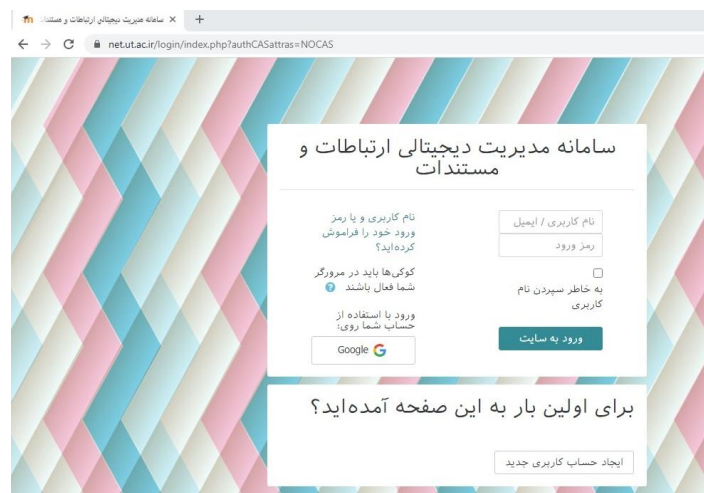 سامانه مدیریت دیجیتالی ارتباطات و مستندات
net.ut.ac.ir/login/index.php?authCASattras=NOCAS
سامانه مدیریت دیجیتالی ارتباطات و
مستندات
نام کاربری / ایمیل
رمز ورود
به خاطر سپردن نام
کاربری
ورود به سایت
نام کاربری و یا رمز
ورود خود را فراموش
کرده‌اید؟
کوکی‌ها باید در مرورگر
شما فعال باشند ?
ورود با استفاده از
حساب شما روی:
Google
برای اولین بار به این صفحه آمده‌اید؟
ایجاد حساب کاربری جدید